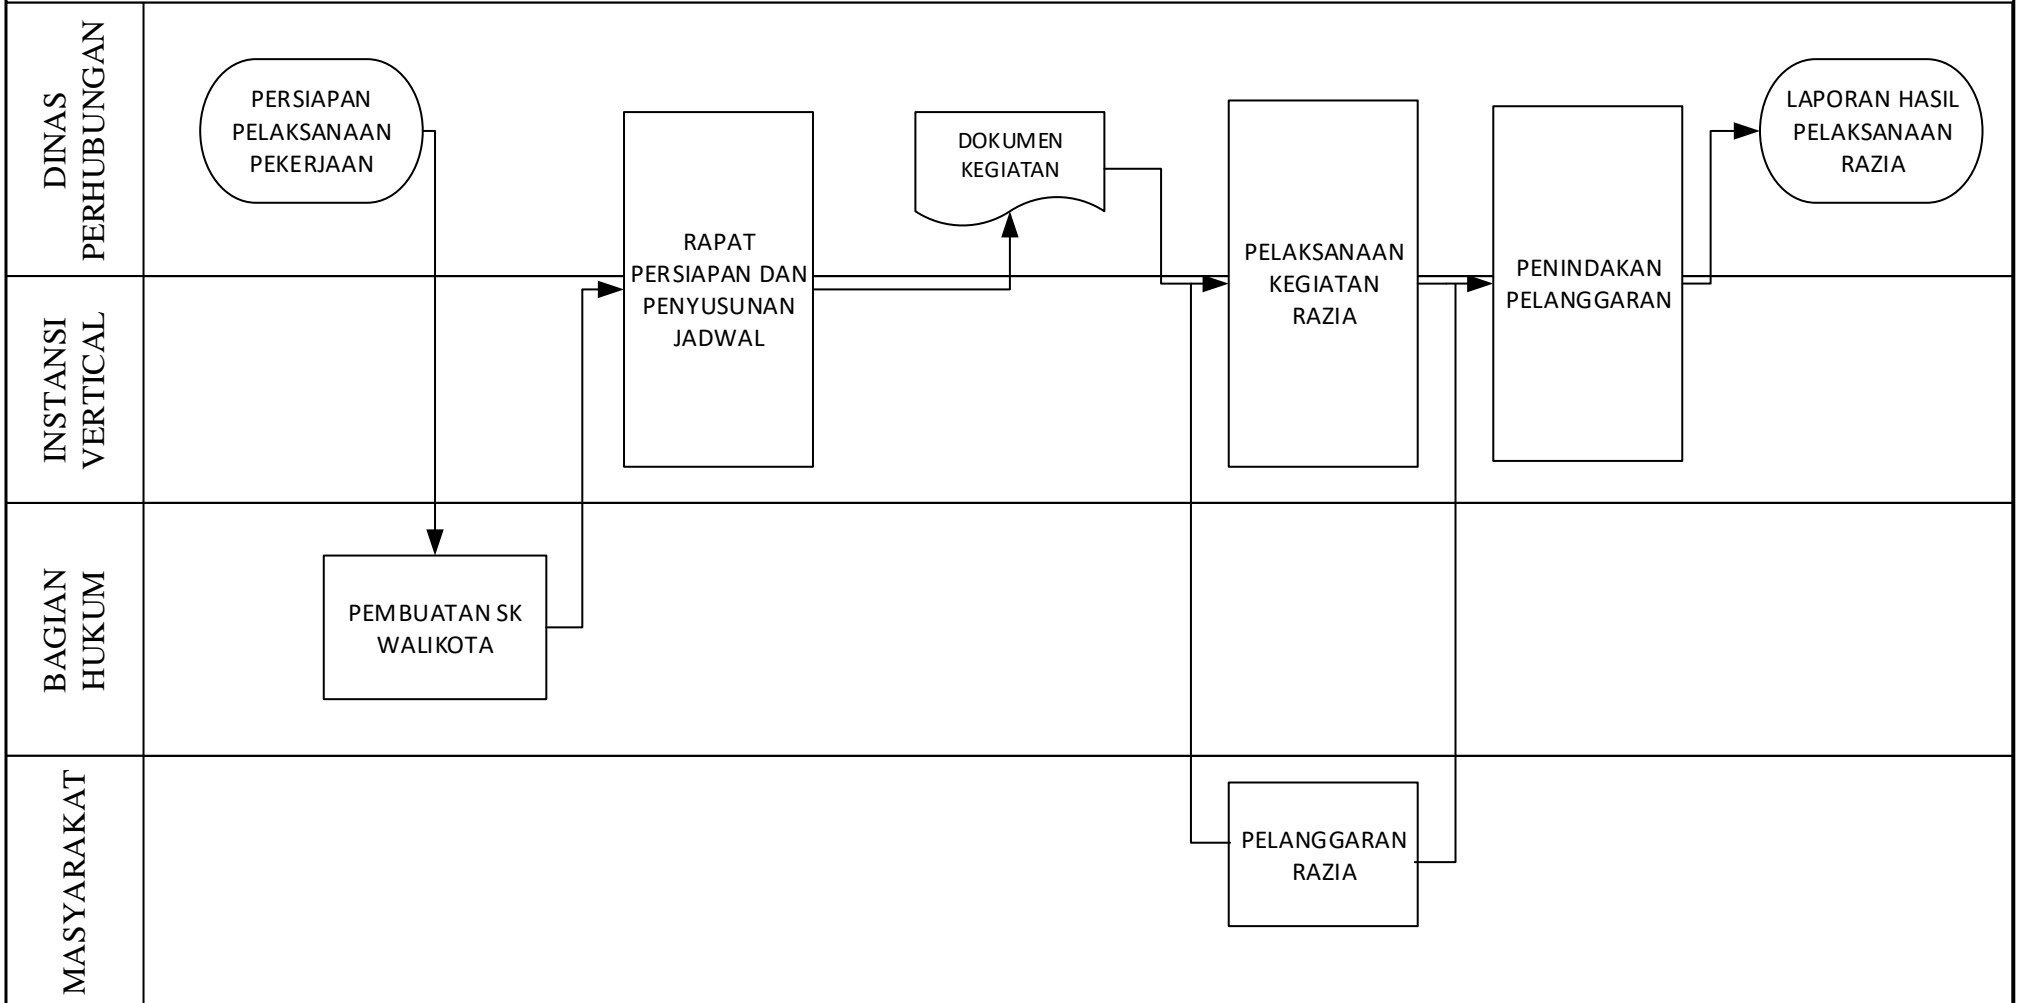 DINAS
PERHUBUNGAN
PERSIAPAN
PELAKSANAAN
PEKERJAAN
RAPAT
PERSIAPAN DAN
PENYUSUNAN
JADWAL
DOKUMEN
KEGIATAN
PELAKSANAAN
KEGIATAN
RAZIA
PENINDAKAN
PELANGGARAN
LAPORAN HASIL
PELAKSANAAN
RAZIA
INSTANSI
VERTICAL
BAGIAN
HUKUM
PEMBUATAN SK
WALIKOTA
MASYARAKAT
PELANGGARAN
RAZIA